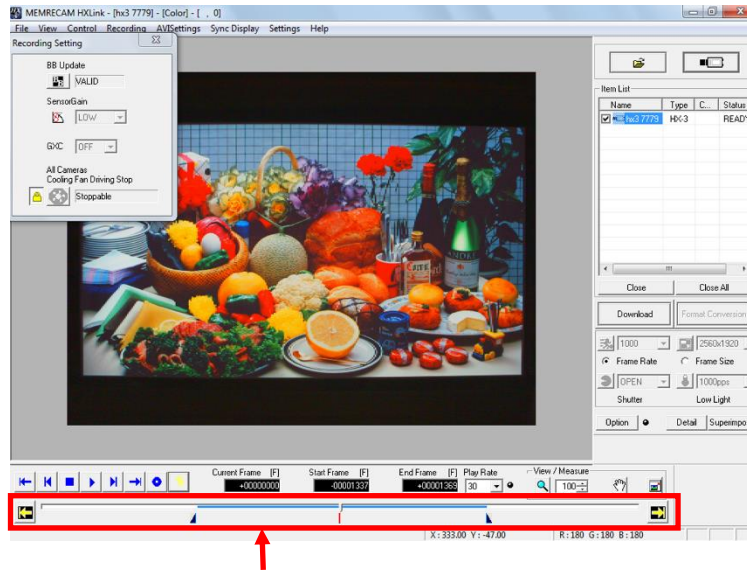 MEMRECAM HXLink - [hx3 7779] - [Color] - [ , 0]
File View Control Recording AVISettings Sync Display Settings Help
Recording Setting
BB Update
VALID
SensorGain
LOW
GXC OFF
All Cameras
Cooling Fan Driving Stop
Stoppable
Item List
Name Type C... Status
hx3 7779 HX-3 READY
Close Close All
Download Format Conversion
1000 2560x1920
Frame Rate Frame Size
OPEN 1000pps
Shutter Low Light
Option Detail Superimpo
Current Frame [F] Start Frame [F] End Frame [F] Play Rate View / Measure
+00000000 -00001337 +00001369 30 100
X : 333.00 Y : -47.00 R : 180 G : 180 B : 180
ANDRE